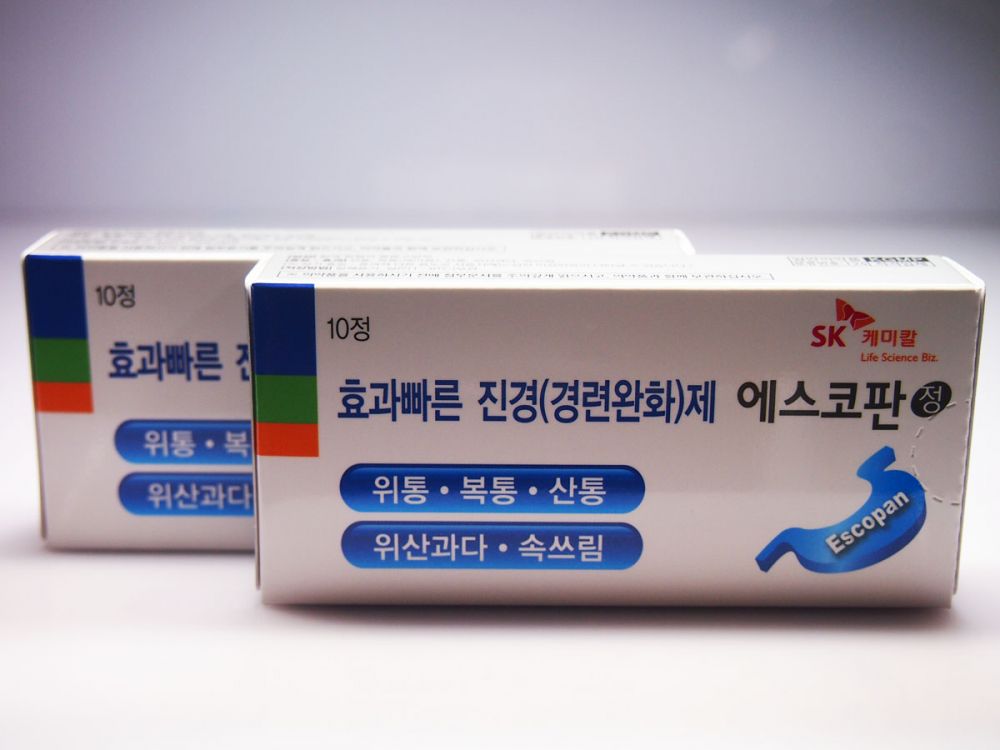 10정
효과빠른 진
위통 • 복
위산과다
10정
SK 케미칼
Life Science Biz.
효과빠른 진경(경련완화)제 에스코판 정
위통 • 복통 • 산통
위산과다 • 속쓰림
Escopan